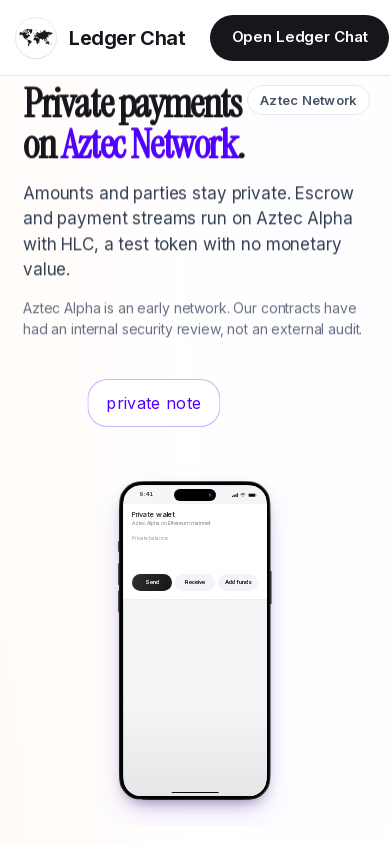 Ledger Chat
Open Ledger Chat
Private payments
Aztec Network
on Aztec Network.
Amounts and parties stay private. Escrow
and payment streams run on Aztec Alpha
with HLC, a test token with no monetary
value.
Aztec Alpha is an early network. Our contracts have
had an internal security review, not an external audit.
private note
9:41
Private wallet
Aztec Alpha on Ethereum mainnet
Private balance
Send
Receive
Add funds